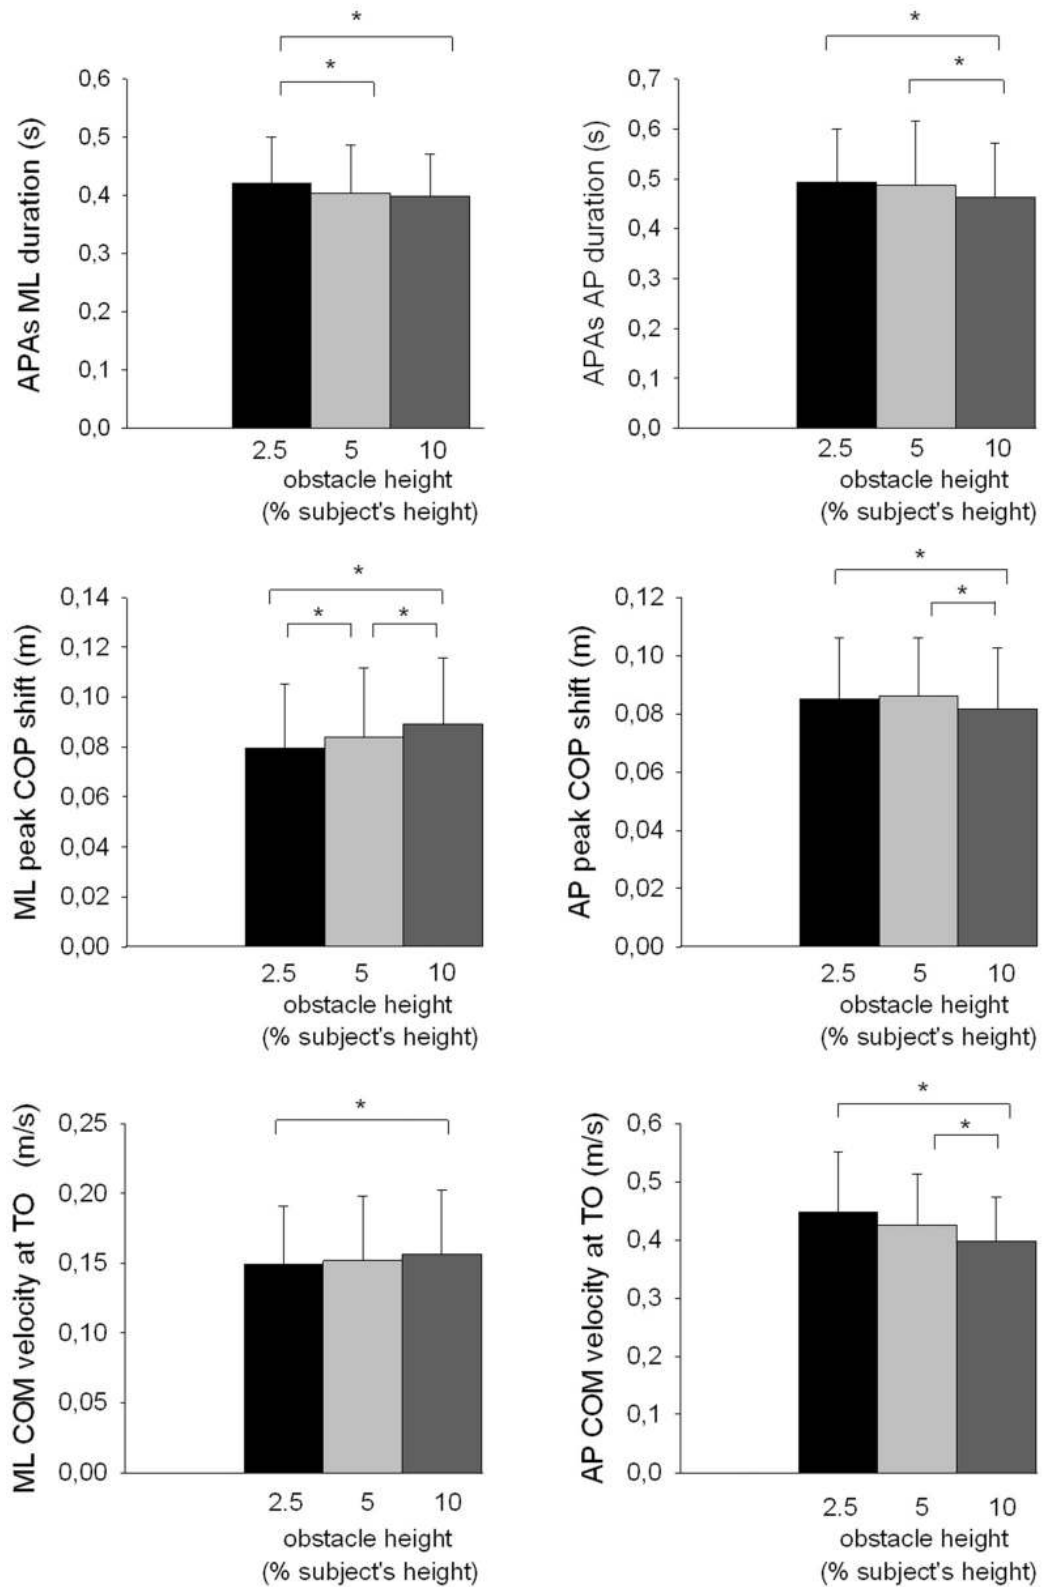 *
*
APAs ML duration (s)
0,6
0,5
0,4
0,3
0,2
0,1
0,0
2.5 5 10
obstacle height
(% subject's height)
*
*
APAs AP duration (s)
0,7
0,6
0,5
0,4
0,3
0,2
0,1
0,0
2.5 5 10
obstacle height
(% subject's height)
*
* *
ML peak COP shift (m)
0,14
0,12
0,10
0,08
0,06
0,04
0,02
0,00
2.5 5 10
obstacle height
(% subject's height)
*
*
AP peak COP shift (m)
0,12
0,10
0,08
0,06
0,04
0,02
0,00
2.5 5 10
obstacle height
(% subject's height)
*
ML COM velocity at TO (m/s)
0,25
0,20
0,15
0,10
0,05
0,00
2.5 5 10
obstacle height
(% subject's height)
*
*
AP COM velocity at TO (m/s)
0,6
0,5
0,4
0,3
0,2
0,1
0,0
2.5 5 10
obstacle height
(% subject's height)